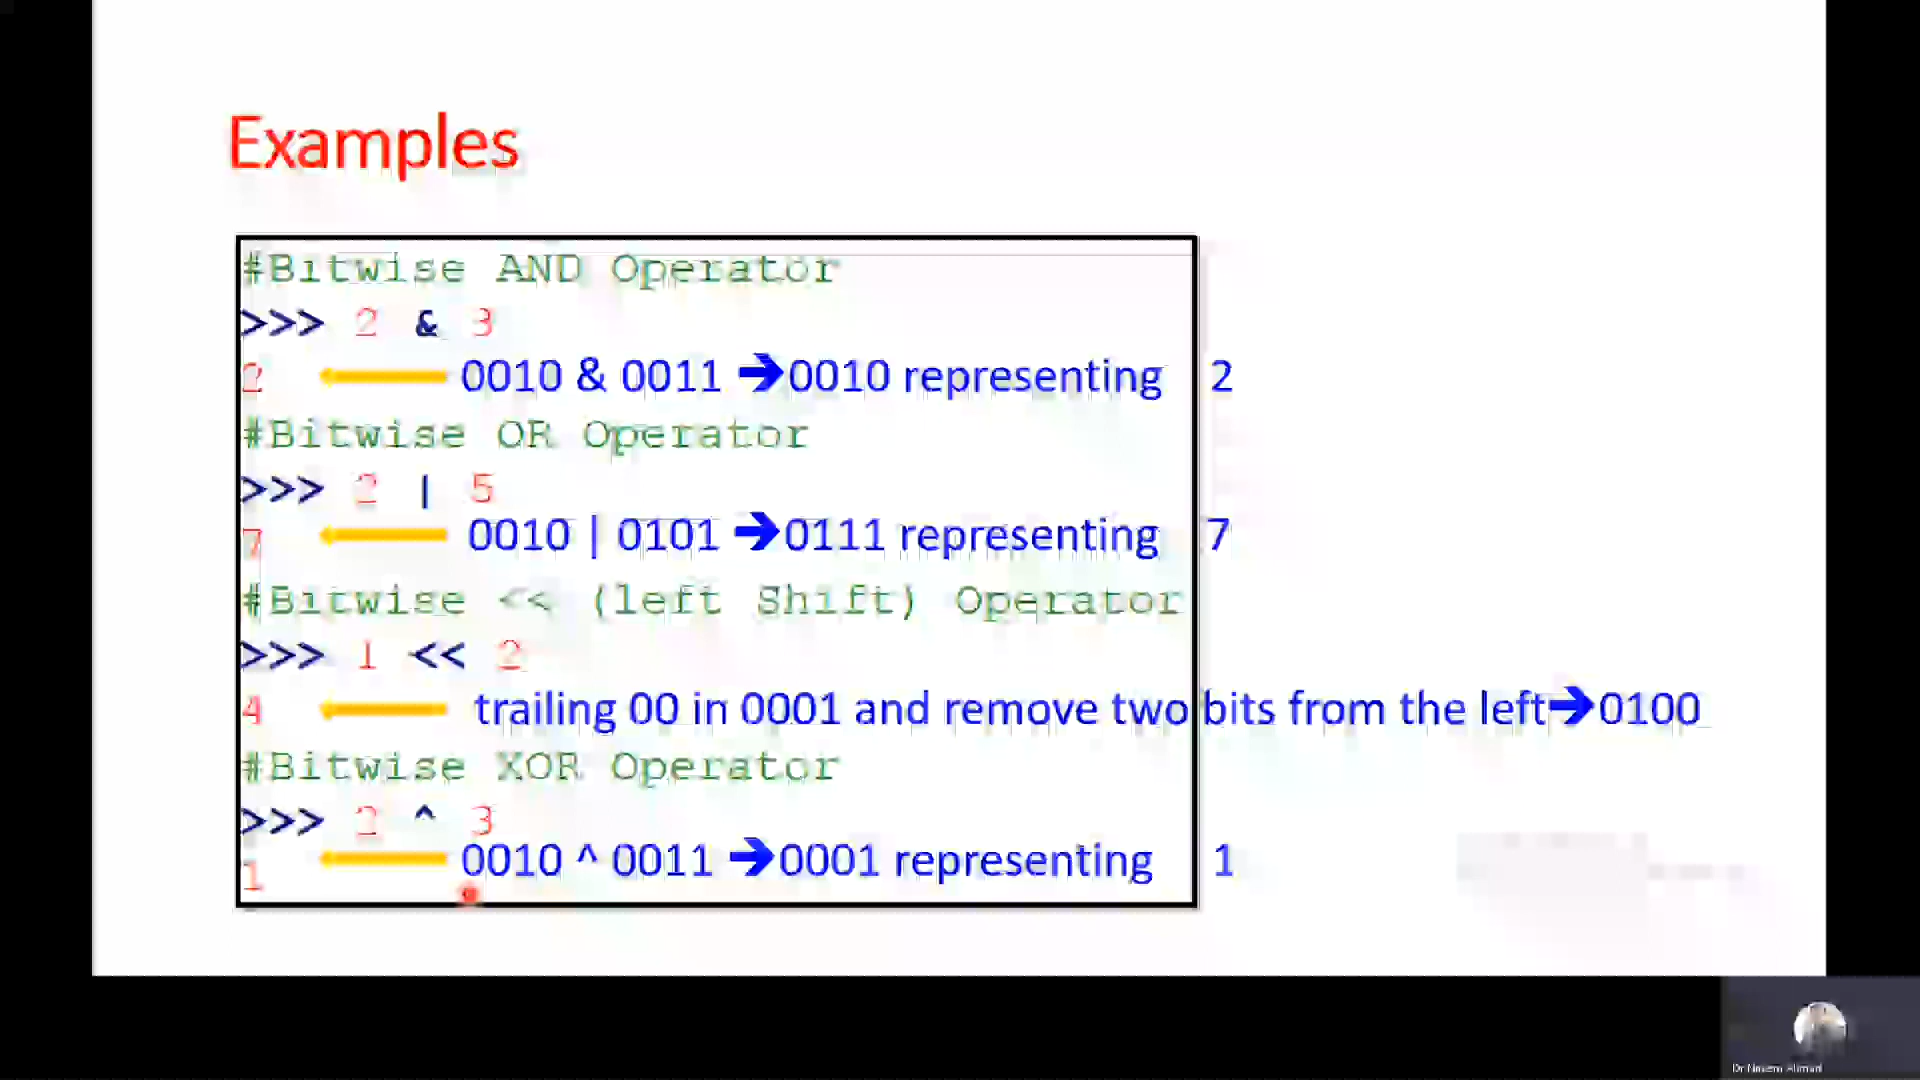 Examples
#Bitwise AND Operator
>>> 2 & 3
2 0010 & 0011 ➔0010 representing 2
#Bitwise OR Operator
>>> 2 | 5
7 0010 | 0101 ➔0111 representing 7
#Bitwise << (left Shift) Operator
>>> 1 << 2
4 trailing 00 in 0001 and remove two bits from the left➔0100
#Bitwise XOR Operator
>>> 2 ^ 3
1 0010 ^ 0011 ➔0001 representing 1
Dr